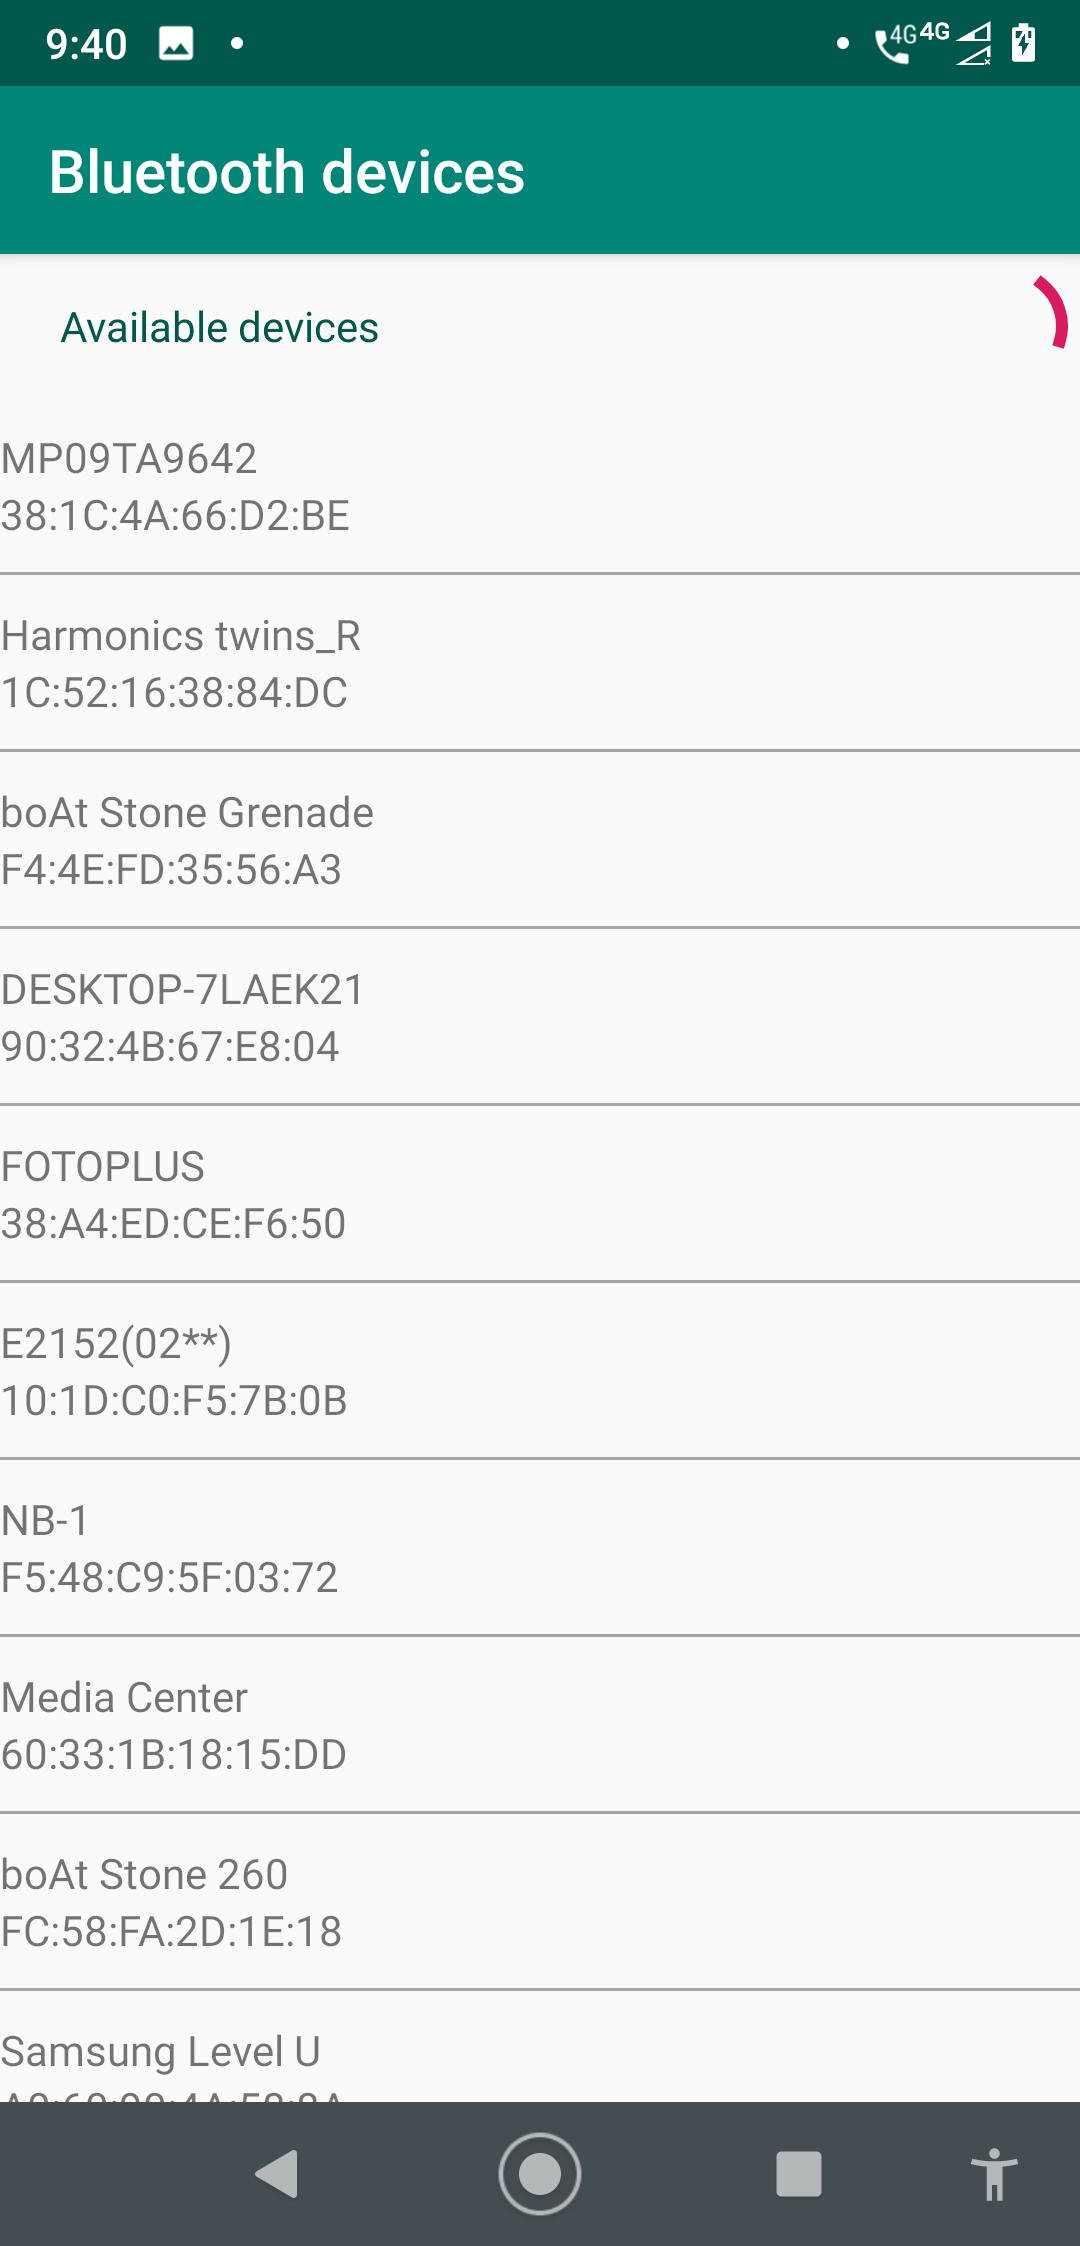 9:40
4G 4G
Bluetooth devices
Available devices
MP09TA9642
38:1C:4A:66:D2:BE
Harmonics twins_R
1C:52:16:38:84:DC
boAt Stone Grenade
F4:4E:FD:35:56:A3
DESKTOP-7LAEK21
90:32:4B:67:E8:04
FOTOPLUS
38:A4:ED:CE:F6:50
E2152(02**)
10:1D:C0:F5:7B:0B
NB-1
F5:48:C9:5F:03:72
Media Center
60:33:1B:18:15:DD
boAt Stone 260
FC:58:FA:2D:1E:18
Samsung Level U